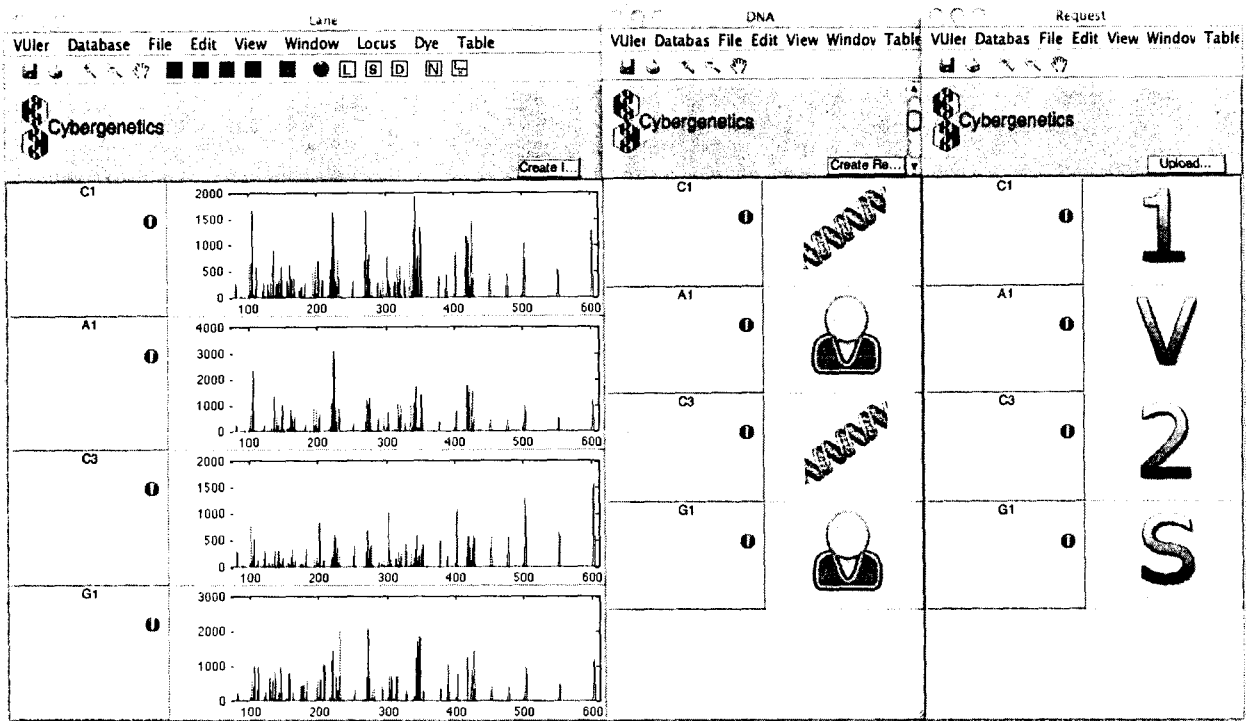 Lane
VUler Database File Edit View Window Locus Dye Table
L S D N
Cybergenetics
Create I...
C1
2000
1500
1000
500
0
100 200 300 400 500 600
A1
4000
3000
2000
1000
0
100 200 300 400 500 600
C3
2000
1500
1000
500
0
100 200 300 400 500 600
G1
3000
2000
1000
0
100 200 300 400 500 600
DNA
VUler Databas File Edit View Windov Table
Cybergenetics
Create Re...
C1
A1
C3
G1
Request
VUler Databas File Edit View Windov Table
Cybergenetics
Upload...
C1
1
A1
V
C3
2
G1
S